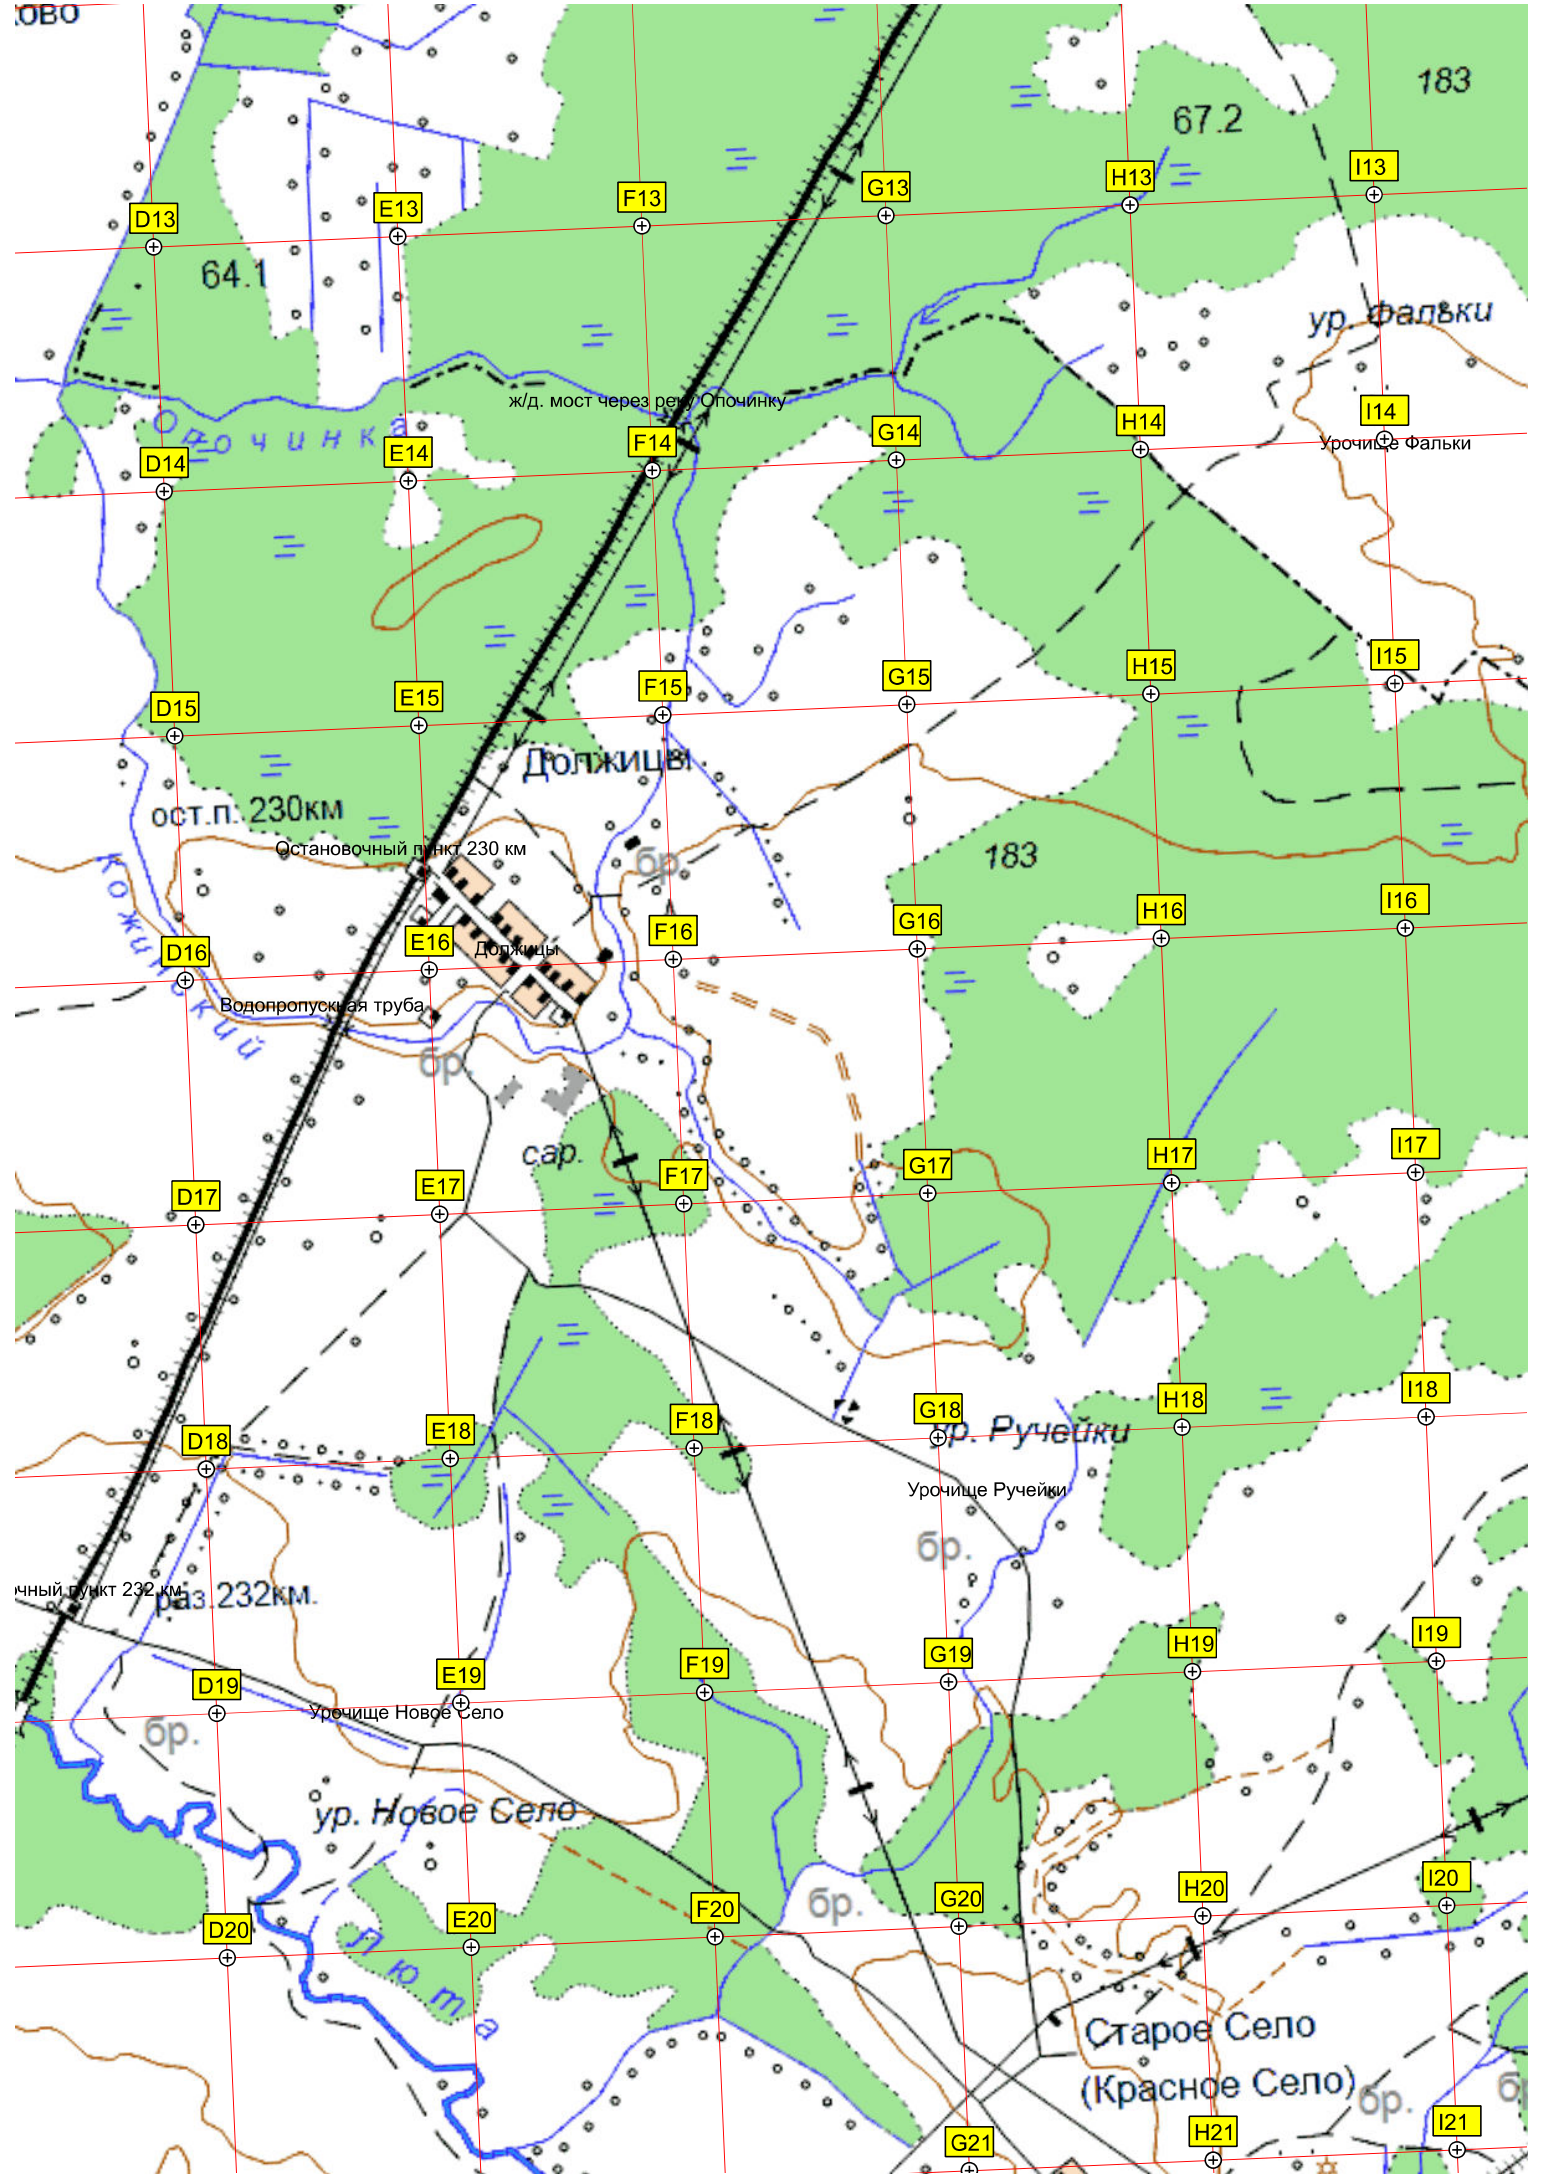 183
67.2
I13
H13
G13
F13
E13
D13
64.1
ур. Фальки
ж/д. мост через реку Опочинку
Опочинка
I14
H14
G14
F14
E14
D14
Урочище Фальки
I15
H15
G15
F15
E15
D15
Должицы
ост.п. 230км
Остановочный пункт 230 км
183
бр.
Кожинский
I16
H16
G16
F16
E16
D16
Должицы
Водопропускная труба
бр.
сар.
I17
H17
G17
F17
E17
D17
I18
H18
G18
F18
E18
D18
ур. Ручейки
Урочище Ручейки
бр.
пункт 232 км
раз.232км.
I19
H19
G19
F19
E19
D19
Урочище Новое Село
бр.
ур. Новое Село
I20
H20
G20
F20
E20
D20
бр.
Люта
Старое Село
(Красное Село)
бр.
I21
H21
G21